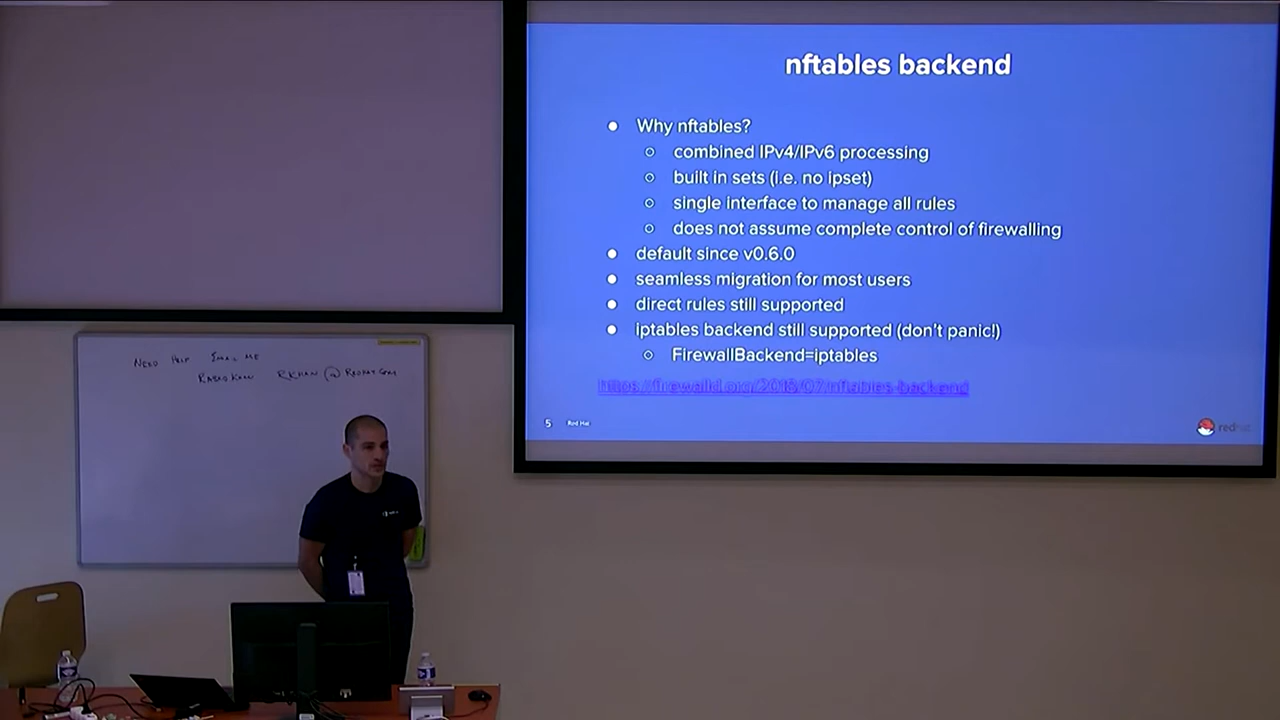 nftables backend
● Why nftables?
○ combined IPv4/IPv6 processing
○ built in sets (i.e. no ipset)
○ single interface to manage all rules
○ does not assume complete control of firewalling
● default since v0.6.0
● seamless migration for most users
● direct rules still supported
● iptables backend still supported (don't panic!)
○ FirewallBackend=iptables
https://firewalld.org/2018/07/nftables-backend
5 Red Hat
redhat
NEED HELP EMAIL ME
KHAN RKHAN @ REDHAT.COM